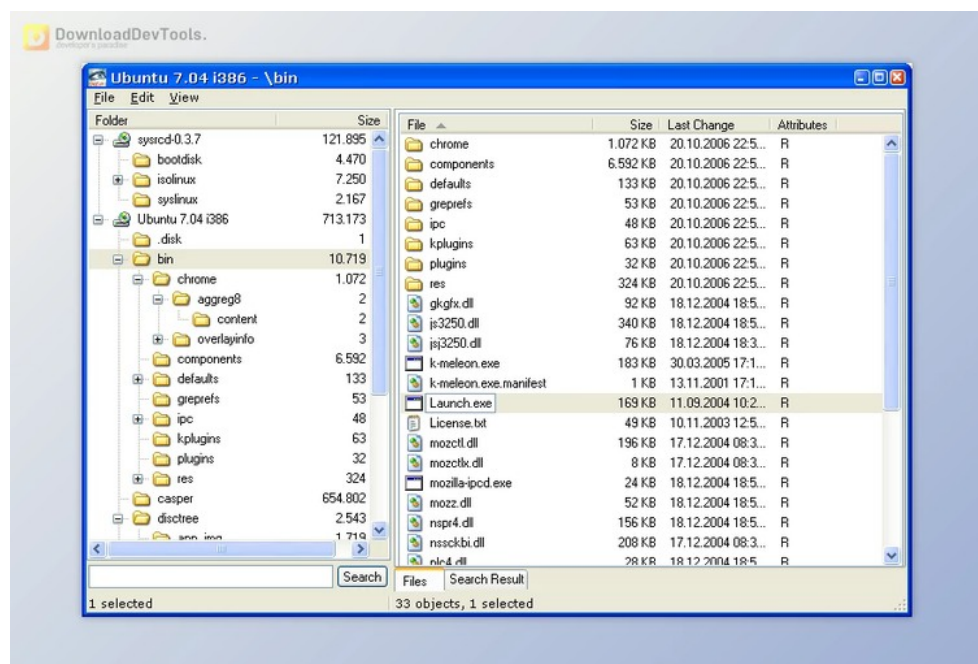 DownloadDevTools.
developer's paradise
Ubuntu 7.04 i386 - \bin
File Edit View
Folder Size
sysrcd-0.3.7 121.895
bootdisk 4.470
isolinux 7.250
syslinux 2.167
Ubuntu 7.04 i386 713.173
.disk 1
bin 10.719
chrome 1.072
aggreg8 2
content 2
overlayinfo 3
components 6.592
defaults 133
greprefs 53
ipc 48
kplugins 63
plugins 32
res 324
casper 654.802
disctree 2.543
app_img 1.719
Search
1 selected
File Size Last Change Attributes
chrome 1.072 KB 20.10.2006 22:5... R
components 6.592 KB 20.10.2006 22:5... R
defaults 133 KB 20.10.2006 22:5... R
greprefs 53 KB 20.10.2006 22:5... R
ipc 48 KB 20.10.2006 22:5... R
kplugins 63 KB 20.10.2006 22:5... R
plugins 32 KB 20.10.2006 22:5... R
res 324 KB 20.10.2006 22:5... R
gkgfx.dll 92 KB 18.12.2004 18:5... R
js3250.dll 340 KB 18.12.2004 18:5... R
jsj3250.dll 76 KB 18.12.2004 18:3... R
k-meleon.exe 183 KB 30.03.2005 17:1... R
k-meleon.exe.manifest 1 KB 13.11.2001 17:1... R
Launch.exe 169 KB 11.09.2004 10:2... R
License.txt 49 KB 10.11.2003 12:5... R
mozctl.dll 196 KB 17.12.2004 08:3... R
mozctlx.dll 8 KB 17.12.2004 08:3... R
mozilla-ipcd.exe 24 KB 18.12.2004 18:5... R
mozz.dll 52 KB 18.12.2004 18:5... R
nspr4.dll 156 KB 18.12.2004 18:5... R
nssckbi.dll 208 KB 17.12.2004 08:3... R
plc4.dll 28 KB 18.12.2004 18:5... R
Files Search Result
33 objects, 1 selected